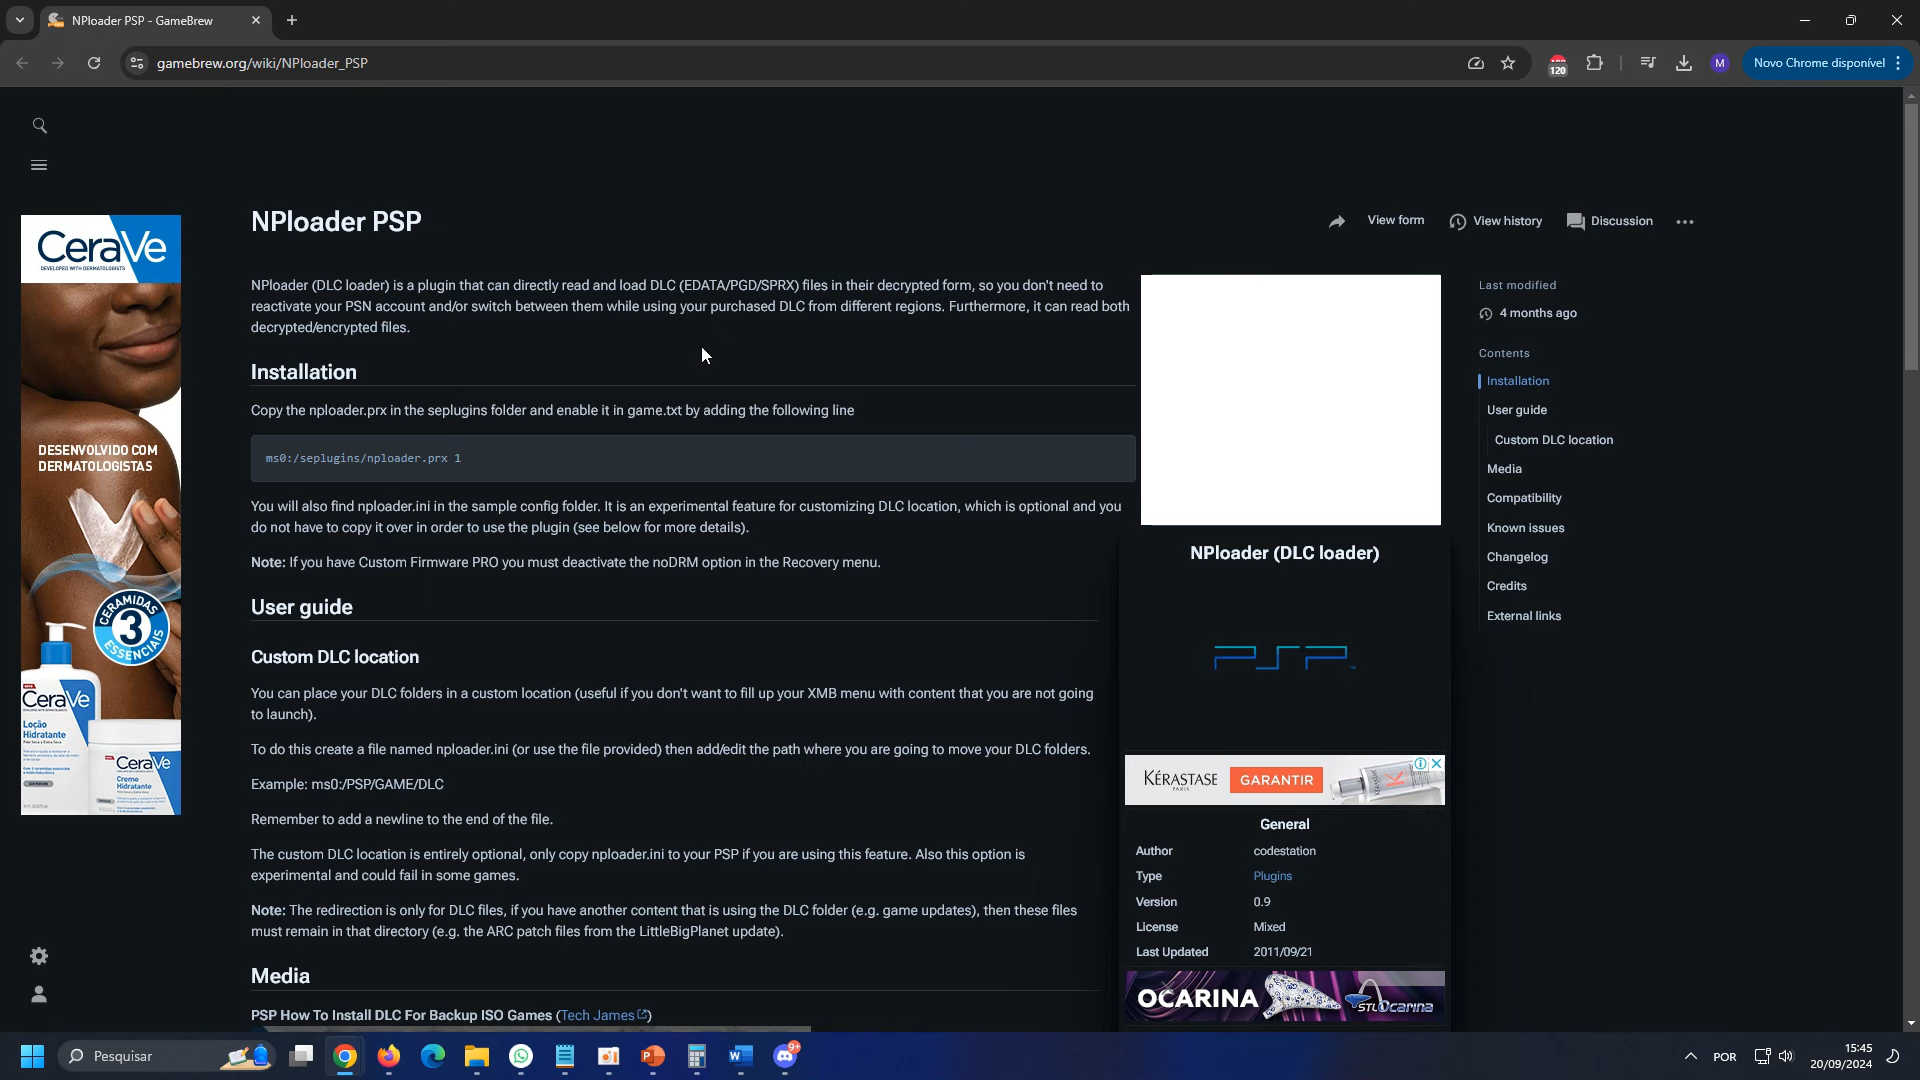 NPloader PSP - GameBrew
gamebrew.org/wiki/NPloader_PSP
120
M
Novo Chrome disponível
NPloader PSP
View form
View history
Discussion
CeraVe
DEVELOPED WITH DERMATOLOGISTS
DESENVOLVIDO COM
DERMATOLOGISTAS
CERAMIDAS
3
ESSENCIAIS
CeraVe
Loção
Hidratante
CeraVe
Creme
Hidratante
NPloader (DLC loader) is a plugin that can directly read and load DLC (EDATA/PGD/SPRX) files in their decrypted form, so you don't need to
reactivate your PSN account and/or switch between them while using your purchased DLC from different regions. Furthermore, it can read both
decrypted/encrypted files.
Installation
Copy the nploader.prx in the seplugins folder and enable it in game.txt by adding the following line
ms0:/seplugins/nploader.prx 1
You will also find nploader.ini in the sample config folder. It is an experimental feature for customizing DLC location, which is optional and you
do not have to copy it over in order to use the plugin (see below for more details).
Note: If you have Custom Firmware PRO you must deactivate the noDRM option in the Recovery menu.
User guide
Custom DLC location
You can place your DLC folders in a custom location (useful if you don't want to fill up your XMB menu with content that you are not going
to launch).
To do this create a file named nploader.ini (or use the file provided) then add/edit the path where you are going to move your DLC folders.
Example: ms0:/PSP/GAME/DLC
Remember to add a newline to the end of the file.
The custom DLC location is entirely optional, only copy nploader.ini to your PSP if you are using this feature. Also this option is
experimental and could fail in some games.
Note: The redirection is only for DLC files, if you have another content that is using the DLC folder (e.g. game updates), then these files
must remain in that directory (e.g. the ARC patch files from the LittleBigPlanet update).
Media
PSP How To Install DLC For Backup ISO Games (Tech James)
NPloader (DLC loader)
PSP
KÉRASTASE
PARIS
GARANTIR
General
Author codestation
Type Plugins
Version 0.9
License Mixed
Last Updated 2011/09/21
OCARINA
STLOcarina
Last modified
4 months ago
Contents
Installation
User guide
Custom DLC location
Media
Compatibility
Known issues
Changelog
Credits
External links
Pesquisar
9+
POR
15:45
20/09/2024